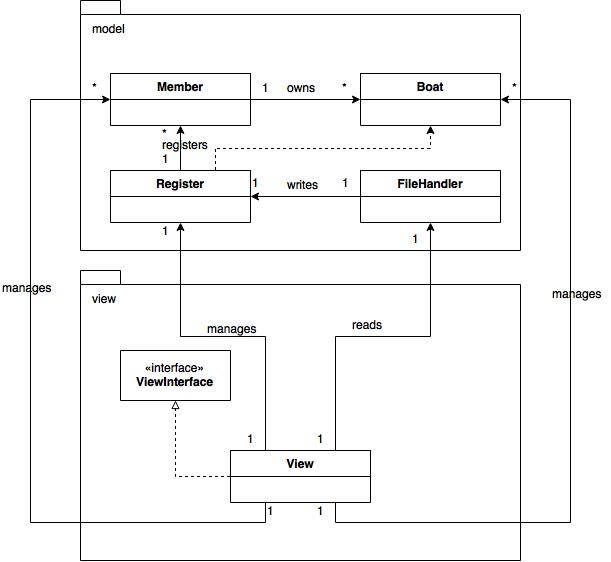 model
* Member 1 owns * Boat *
*
registers
1
Register 1 writes 1 FileHandler
1 1
manages manages
view
manages reads
«interface»
ViewInterface
1 1
View
1 1